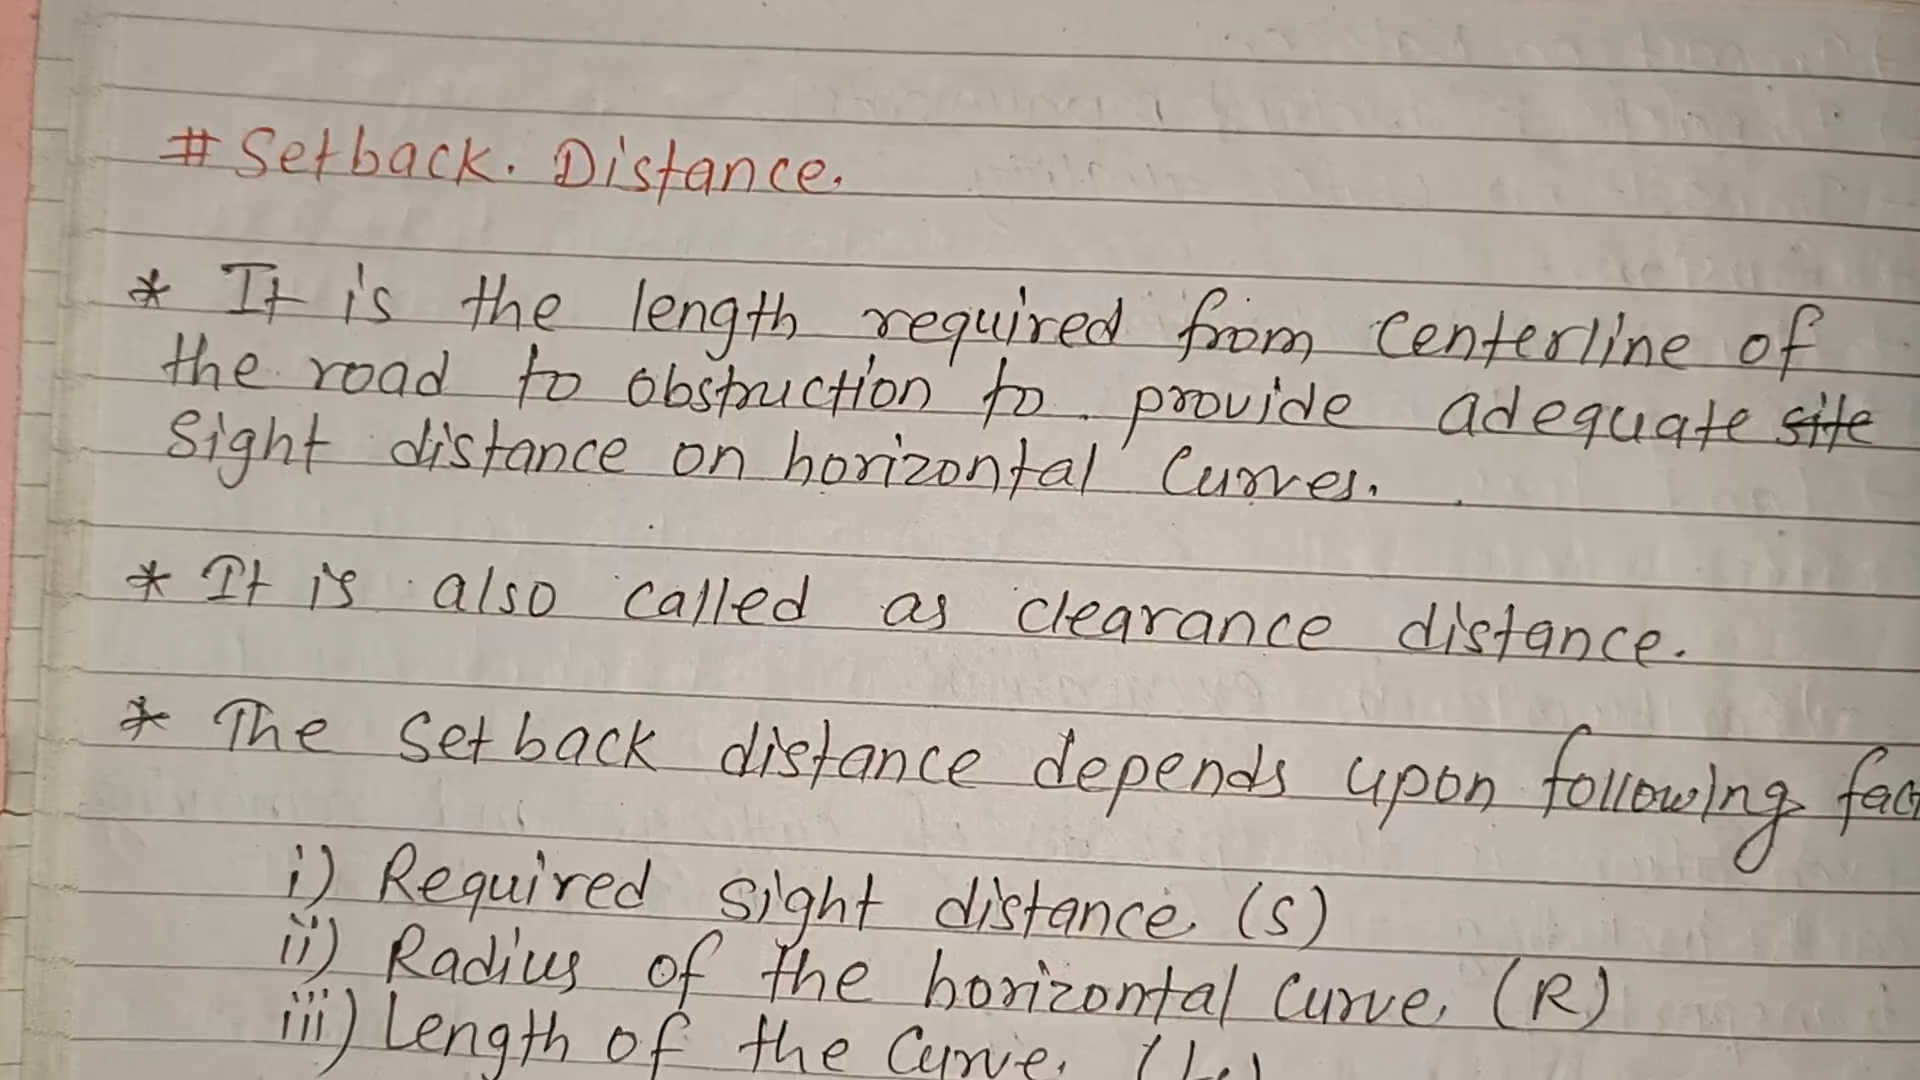 # Setback. Distance.
* It is the length required from centerline of
the road to obstruction to provide adequate site
Sight distance on horizontal Curves.
* It is also called as clearance distance.
* The Setback distance depends upon following
i) Required Sight distance. (S)
ii) Radius of the horizontal curve. (R)
iii) Length of the Curve.